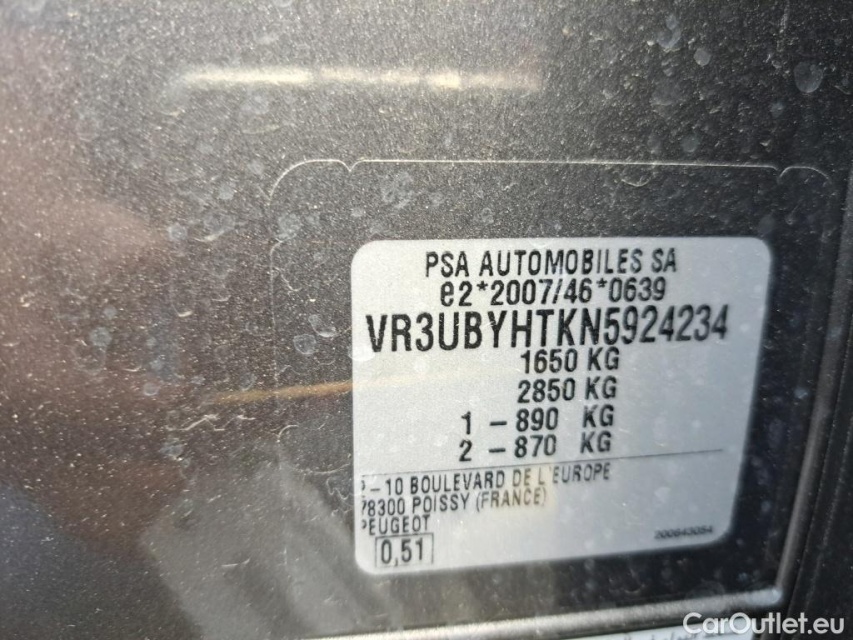 PSA AUTOMOBILES SA
e2*2007/46*0639
VR3UBYHTKN5924234
1650 KG
2850 KG
1 - 890 KG
2 - 870 KG
- 10 BOULEVARD DE L'EUROPE
78300 POISSY (FRANCE)
PEUGEOT
0,51
CarOutlet.eu